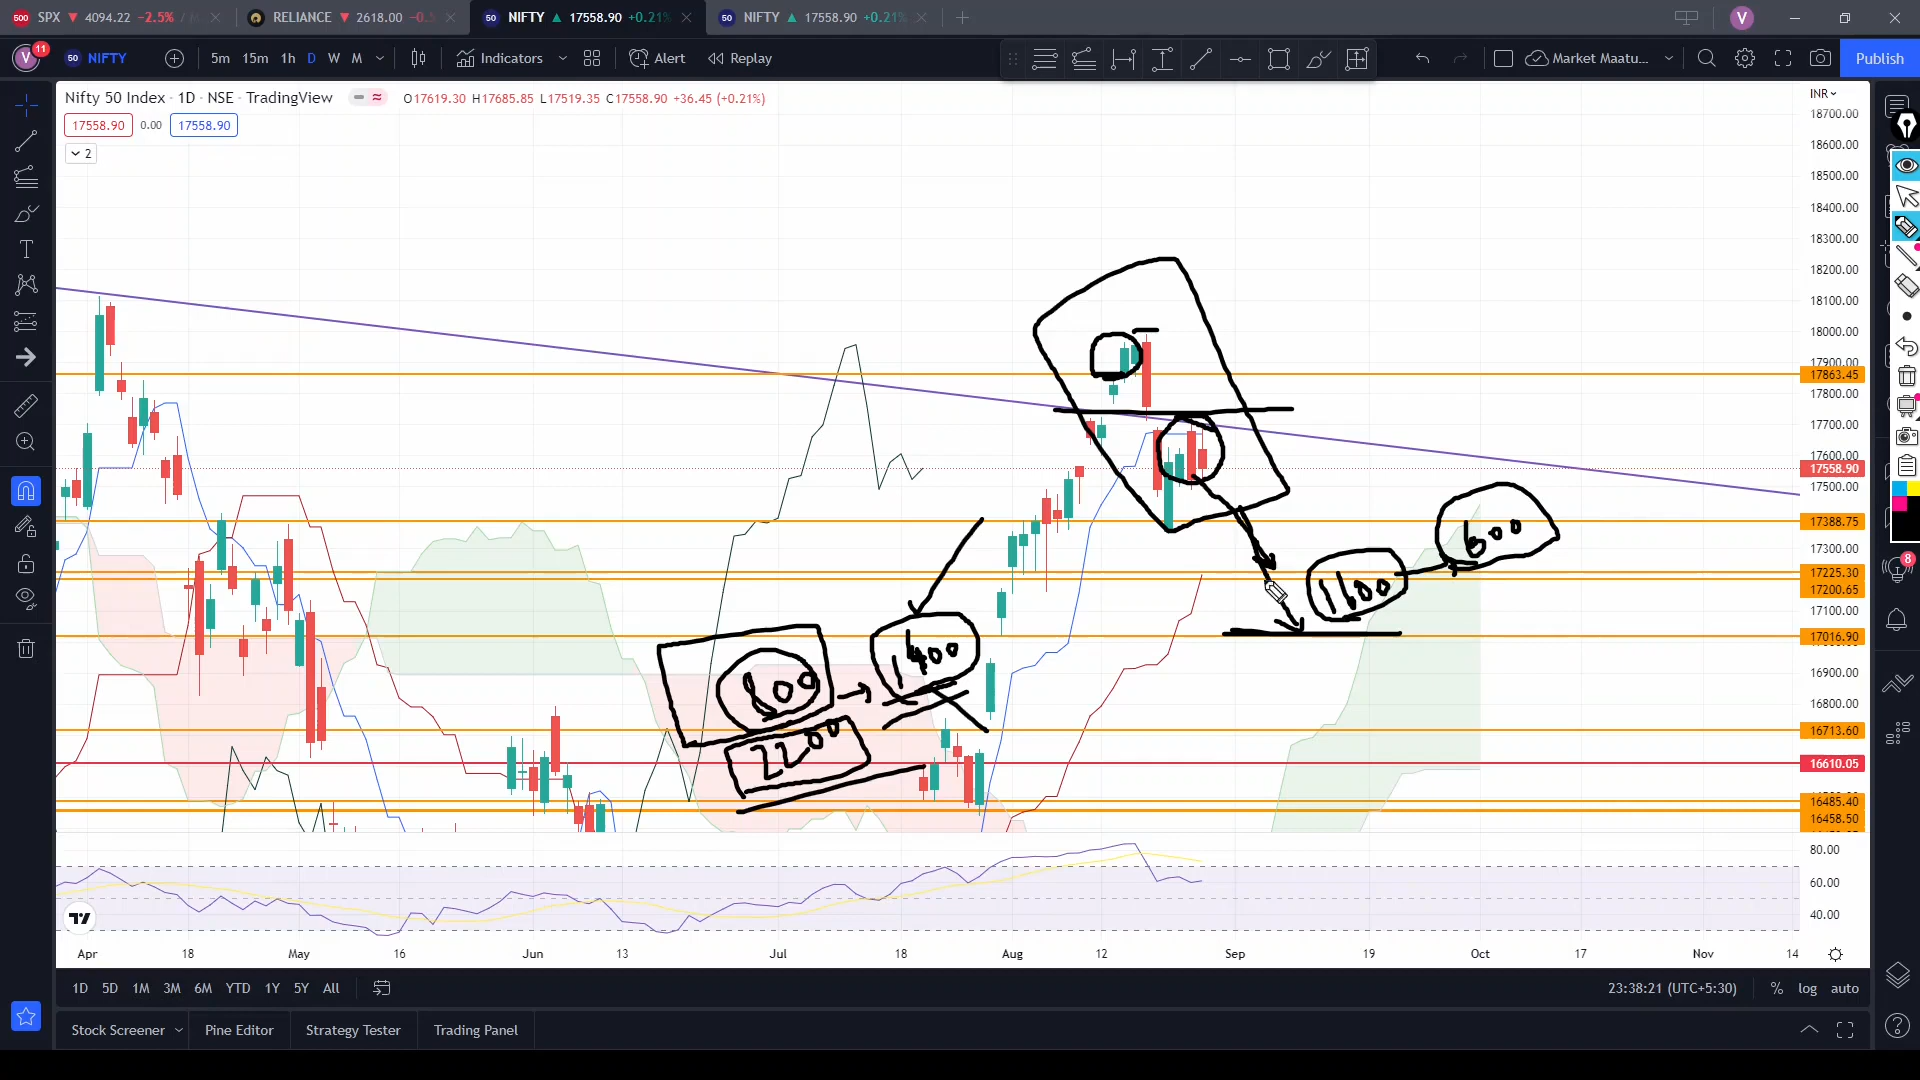 SPX 4094.22 −2.5% / M
RELIANCE 2618.00 −0.5
NIFTY 17558.90 +0.21%
NIFTY 17558.90 +0.21%
V
V 11
50 NIFTY
5m 15m 1h D W M
Indicators
Alert
Replay
Market Maatu...
Publish
Nifty 50 Index · 1D · NSE · TradingView
O17619.30 H17685.85 L17519.35 C17558.90 +36.45 (+0.21%)
17558.90 0.00 17558.90
2
INR
18700.00
18600.00
18500.00
18400.00
18300.00
18200.00
18100.00
18000.00
17900.00
17863.45
17800.00
17700.00
17600.00
17558.90
17500.00
17388.75
17300.00
17225.30
17200.65
17100.00
17016.90
16900.00
16800.00
16713.60
16610.05
16485.40
16458.50
80.00
60.00
40.00
600
1600
1400
2200
8
Apr 18 May 16 Jun 13 Jul 18 Aug 12 Sep 19 Oct 17 Nov 14
1D 5D 1M 3M 6M YTD 1Y 5Y All
23:38:21 (UTC+5:30)
% log auto
Stock Screener
Pine Editor
Strategy Tester
Trading Panel